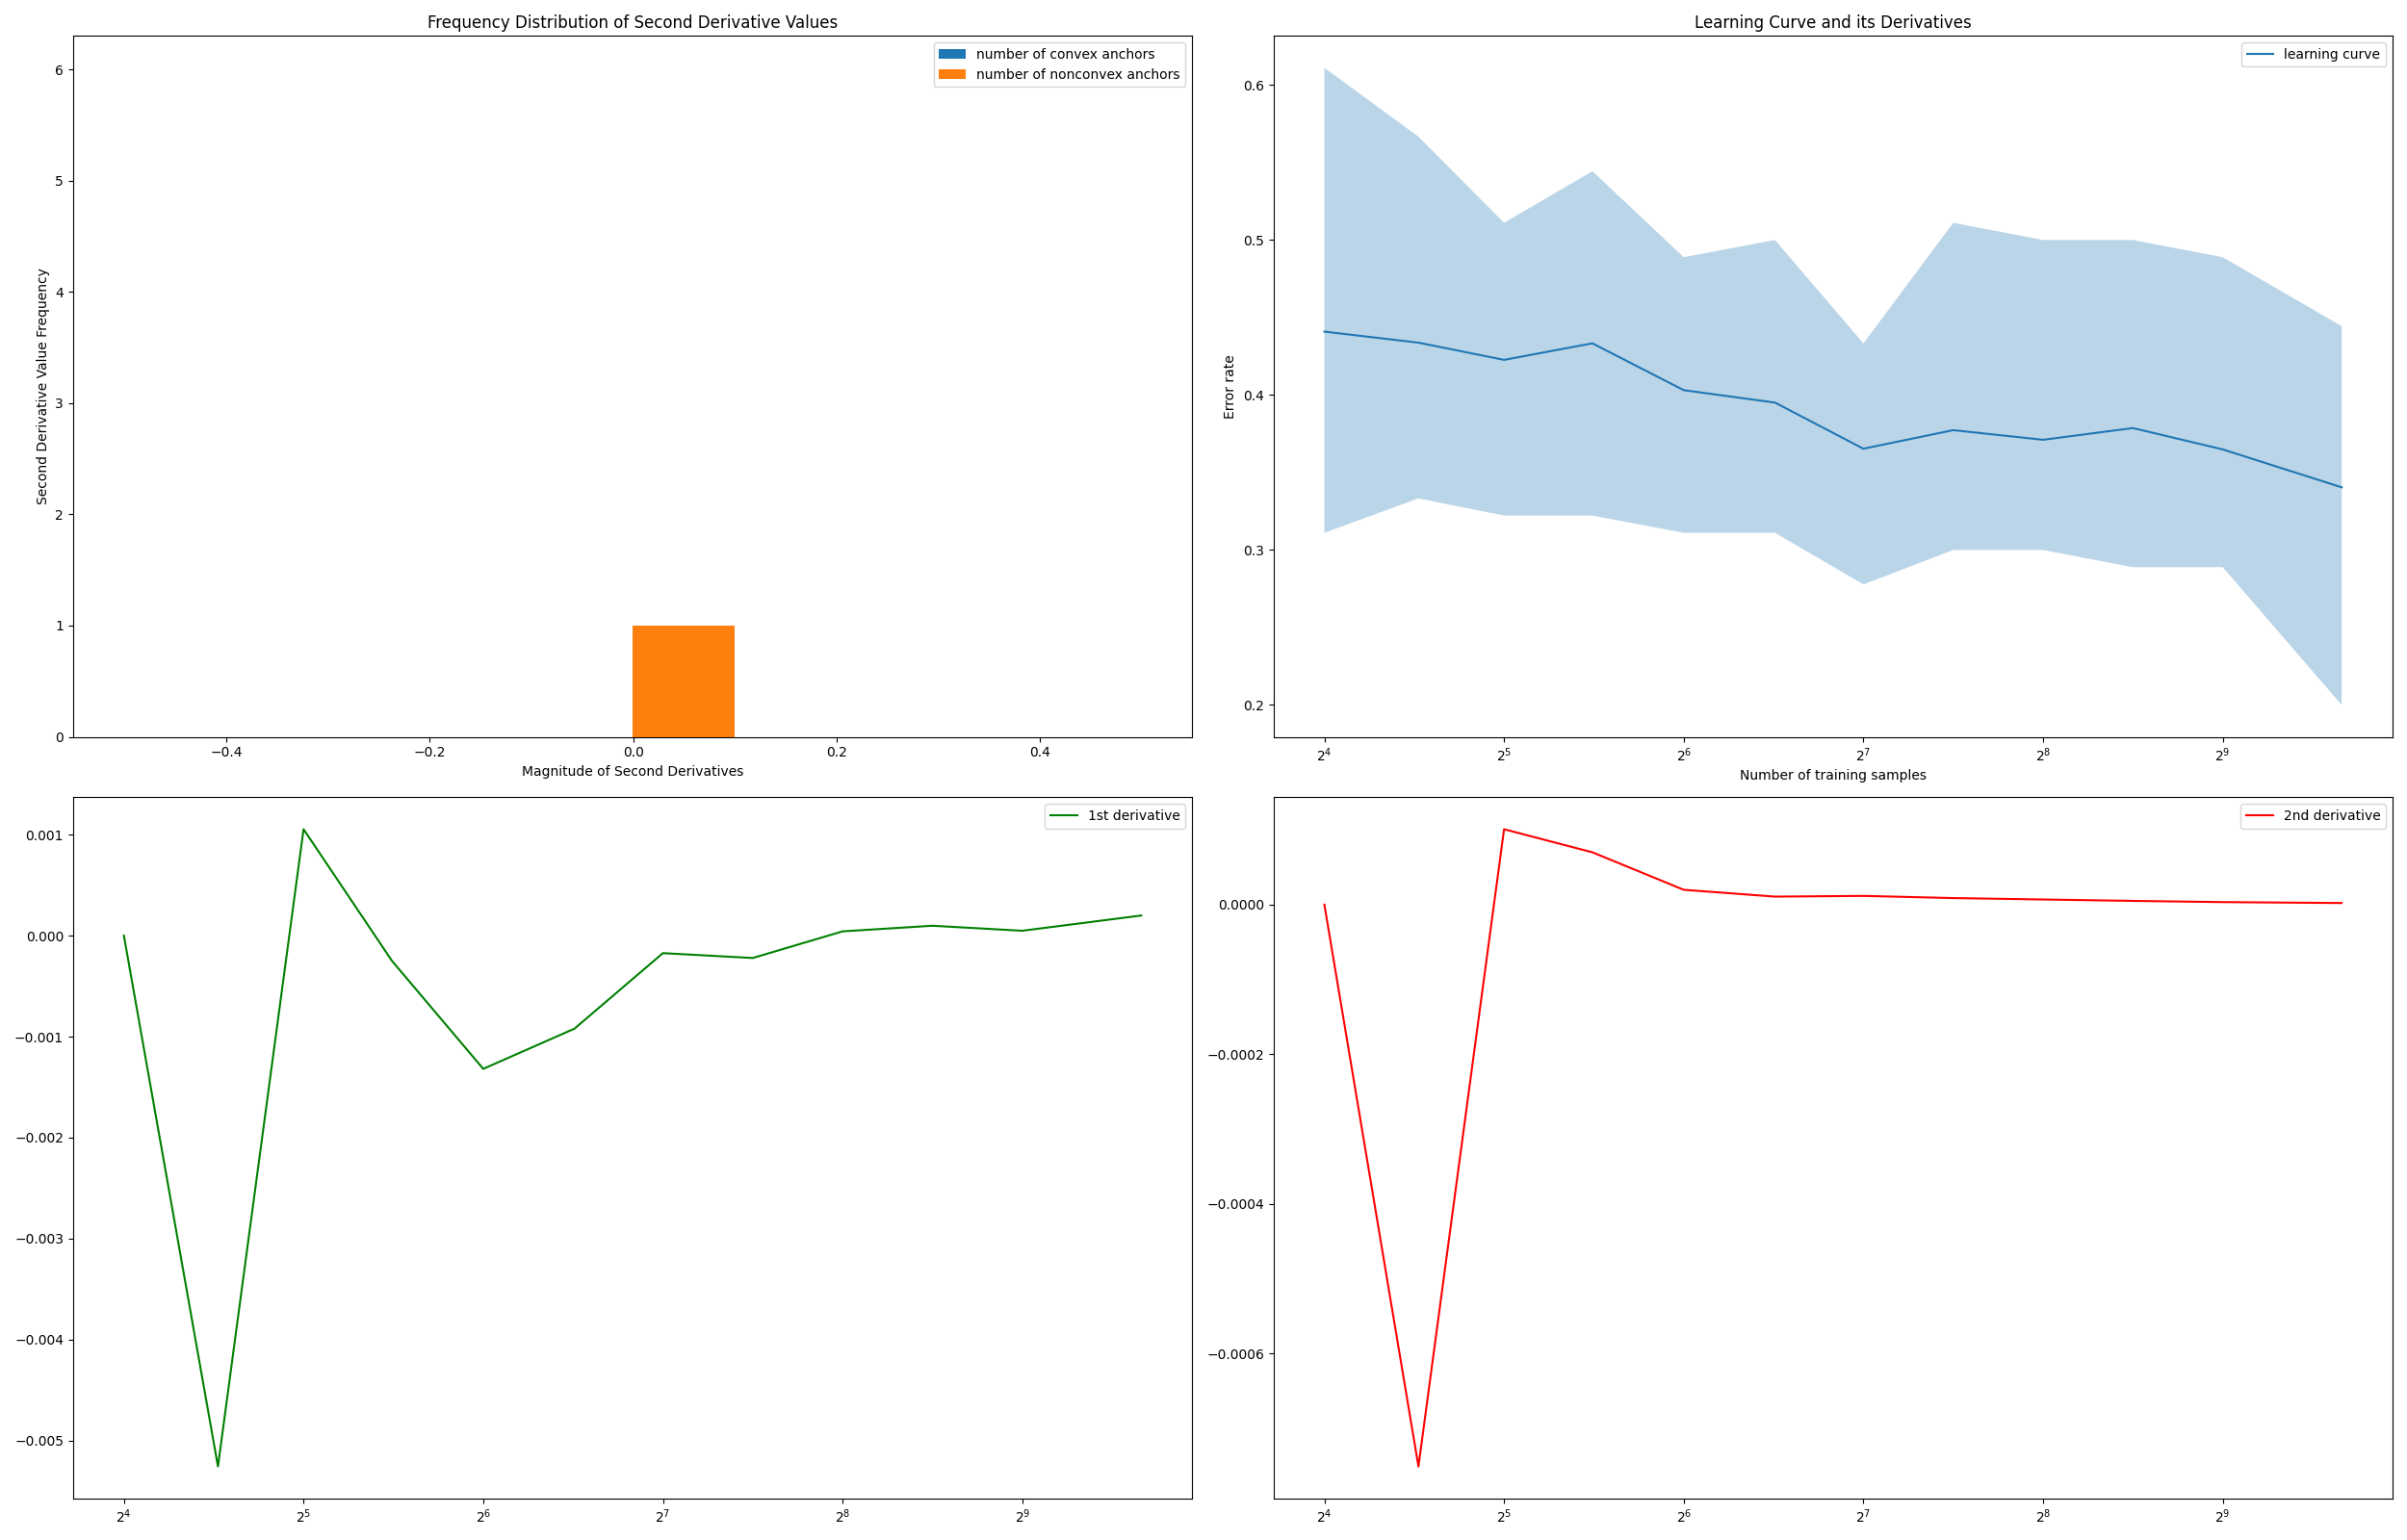 Frequency Distribution of Second Derivative Values
number of convex anchors
number of nonconvex anchors
6
5
4
3
2
1
0
Second Derivative Value Frequency
−0.4 −0.2 0.0 0.2 0.4
Magnitude of Second Derivatives
Learning Curve and its Derivatives
learning curve
0.6
0.5
0.4
0.3
0.2
Error rate
2⁴ 2⁵ 2⁶ 2⁷ 2⁸ 2⁹
Number of training samples
1st derivative
0.001
0.000
−0.001
−0.002
−0.003
−0.004
−0.005
2⁴ 2⁵ 2⁶ 2⁷ 2⁸ 2⁹
2nd derivative
0.0000
−0.0002
−0.0004
−0.0006
2⁴ 2⁵ 2⁶ 2⁷ 2⁸ 2⁹